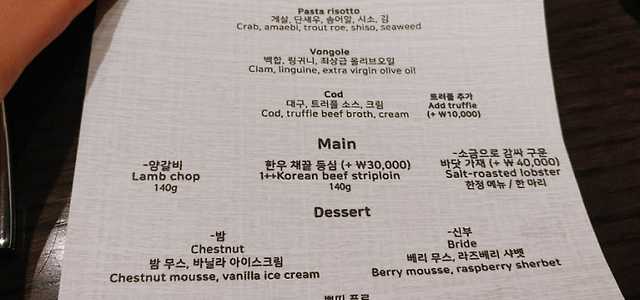 Pasta risotto
게살, 단새우, 송어알, 시소, 김
Crab, amaebi, trout roe, shiso, seaweed
Vongole
백합, 링귀니, 최상급 올리브오일
Clam, linguine, extra virgin olive oil
Cod
대구, 트러플 소스, 크림
Cod, truffle beef broth, cream
트러플 추가
Add truffle
(+ ₩10,000)
Main
-양갈비
Lamb chop
140g
한우 채끝 등심 (+ ₩30,000)
1++Korean beef striploin
140g
-소금으로 감싸 구운
바닷 가재 (+ ₩ 40,000)
Salt-roasted lobster
한정 메뉴 / 한 마리
Dessert
-밤
Chestnut
밤 무스, 바닐라 아이스크림
Chestnut mousse, vanilla ice cream
-신부
Bride
베리 무스, 라즈베리 샤벳
Berry mousse, raspberry sherbet